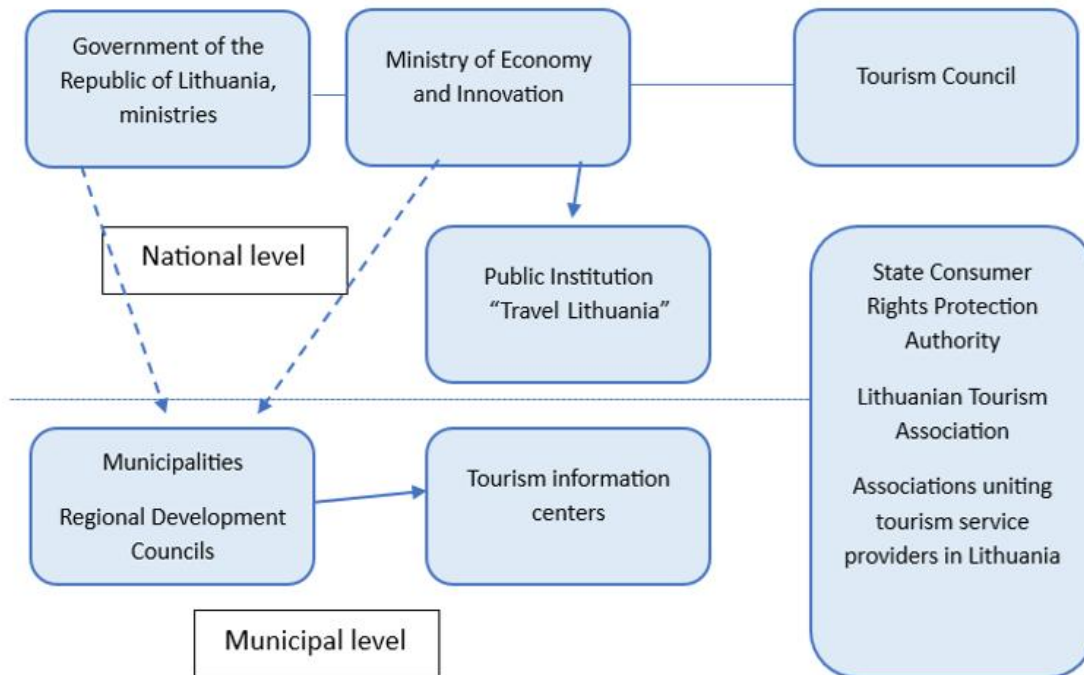 Government of the
Republic of Lithuania,
ministries
Ministry of Economy
and Innovation
Tourism Council
National level
Public Institution
“Travel Lithuania”
State Consumer
Rights Protection
Authority
Lithuanian Tourism
Association
Associations uniting
tourism service
providers in Lithuania
Municipalities
Regional Development
Councils
Tourism information
centers
Municipal level